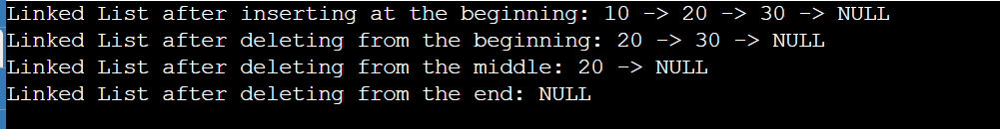 Linked List after inserting at the beginning: 10 -> 20 -> 30 -> NULL
Linked List after deleting from the beginning: 20 -> 30 -> NULL
Linked List after deleting from the middle: 20 -> NULL
Linked List after deleting from the end: NULL